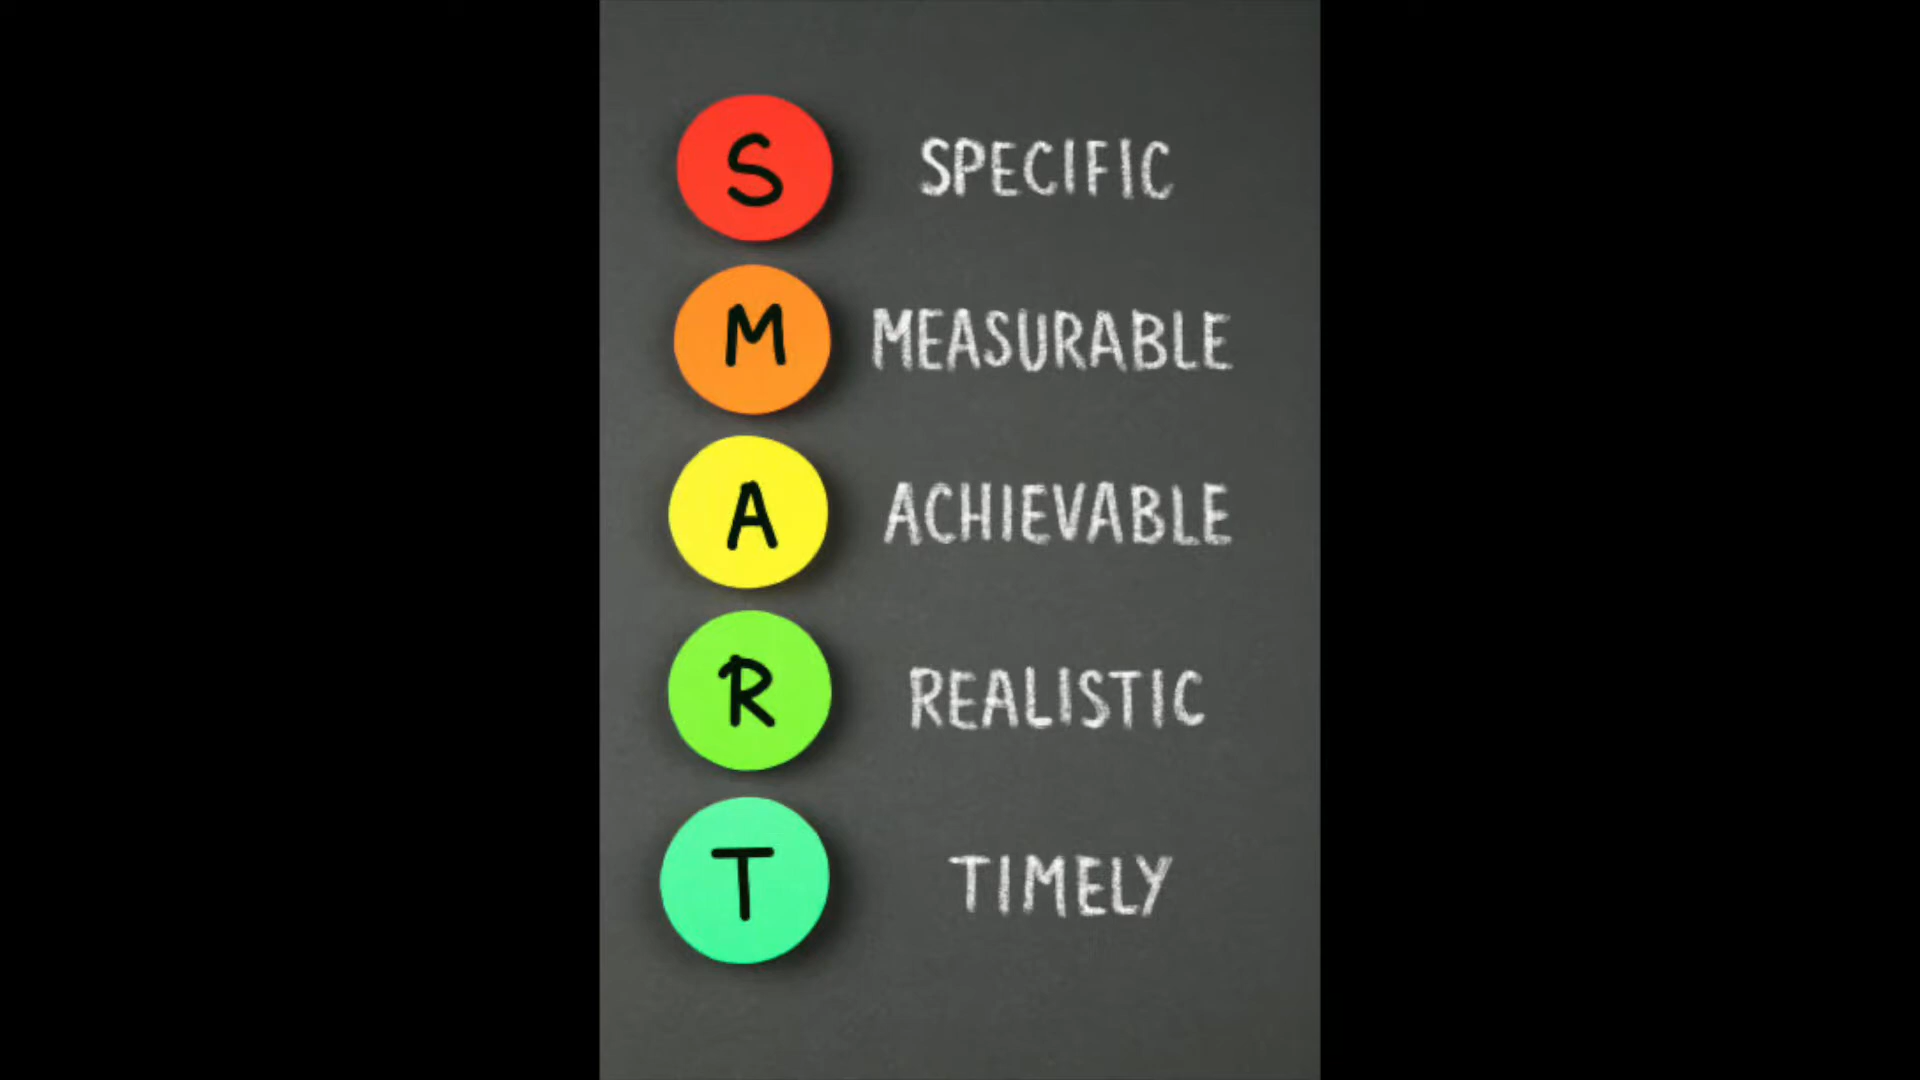 S SPECIFIC
M MEASURABLE
A ACHIEVABLE
R REALISTIC
T TIMELY